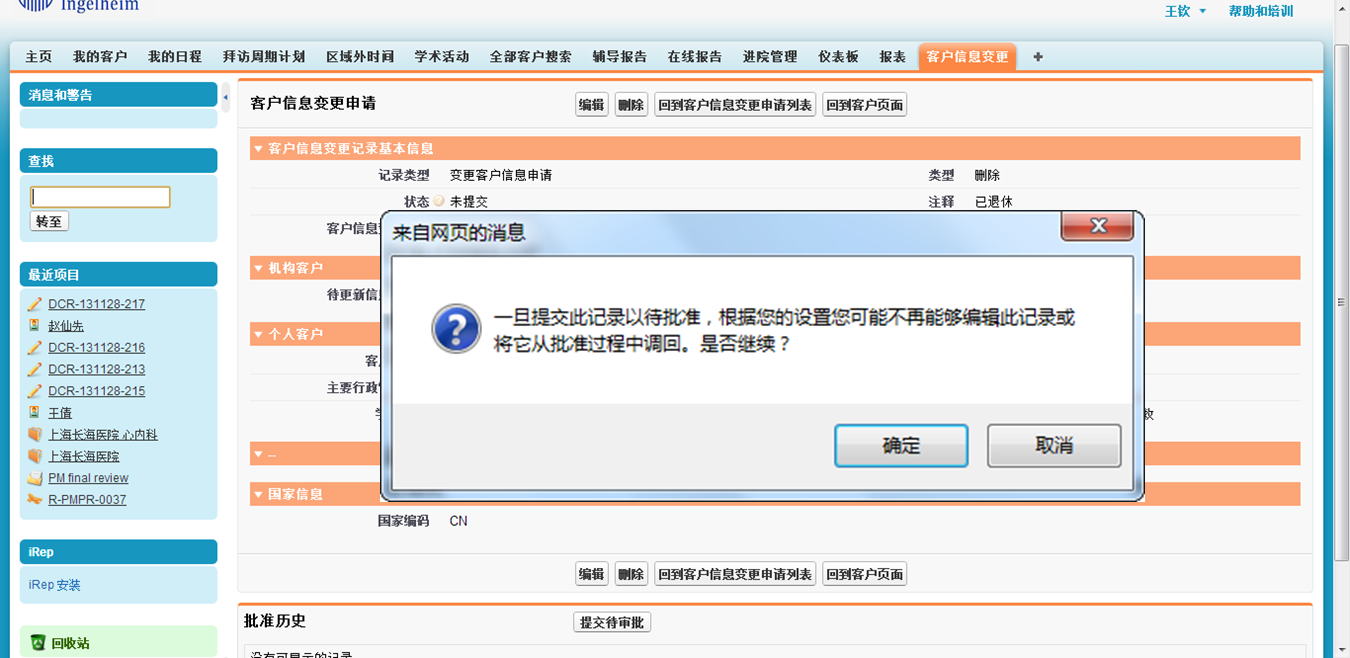 Ingelheim
王钦
帮助和培训
主页 我的客户 我的日程 拜访周期计划 区域外时间 学术活动 全部客户搜索 辅导报告 在线报告 进院管理 仪表板 报表 客户信息变更 +
消息和警告
查找
转至
最近项目
DCR-131128-217
赵仙先
DCR-131128-216
DCR-131128-213
DCR-131128-215
王倩
上海长海医院 心内科
上海长海医院
PM final review
R-PMPR-0037
iRep
iRep 安装
回收站
客户信息变更申请
编辑 删除 回到客户信息变更申请列表 回到客户页面
客户信息变更记录基本信息
记录类型 变更客户信息申请 类型 删除
状态 未提交 注释 已退休
客户信息
机构客户
待更新信
个人客户
客
主要行政
...
国家信息
国家编码 CN
来自网页的消息
一旦提交此记录以待批准，根据您的设置您可能不再能够编辑此记录或
将它从批准过程中调回。是否继续？
确定 取消
编辑 删除 回到客户信息变更申请列表 回到客户页面
批准历史
提交待审批
没有可显示的记录